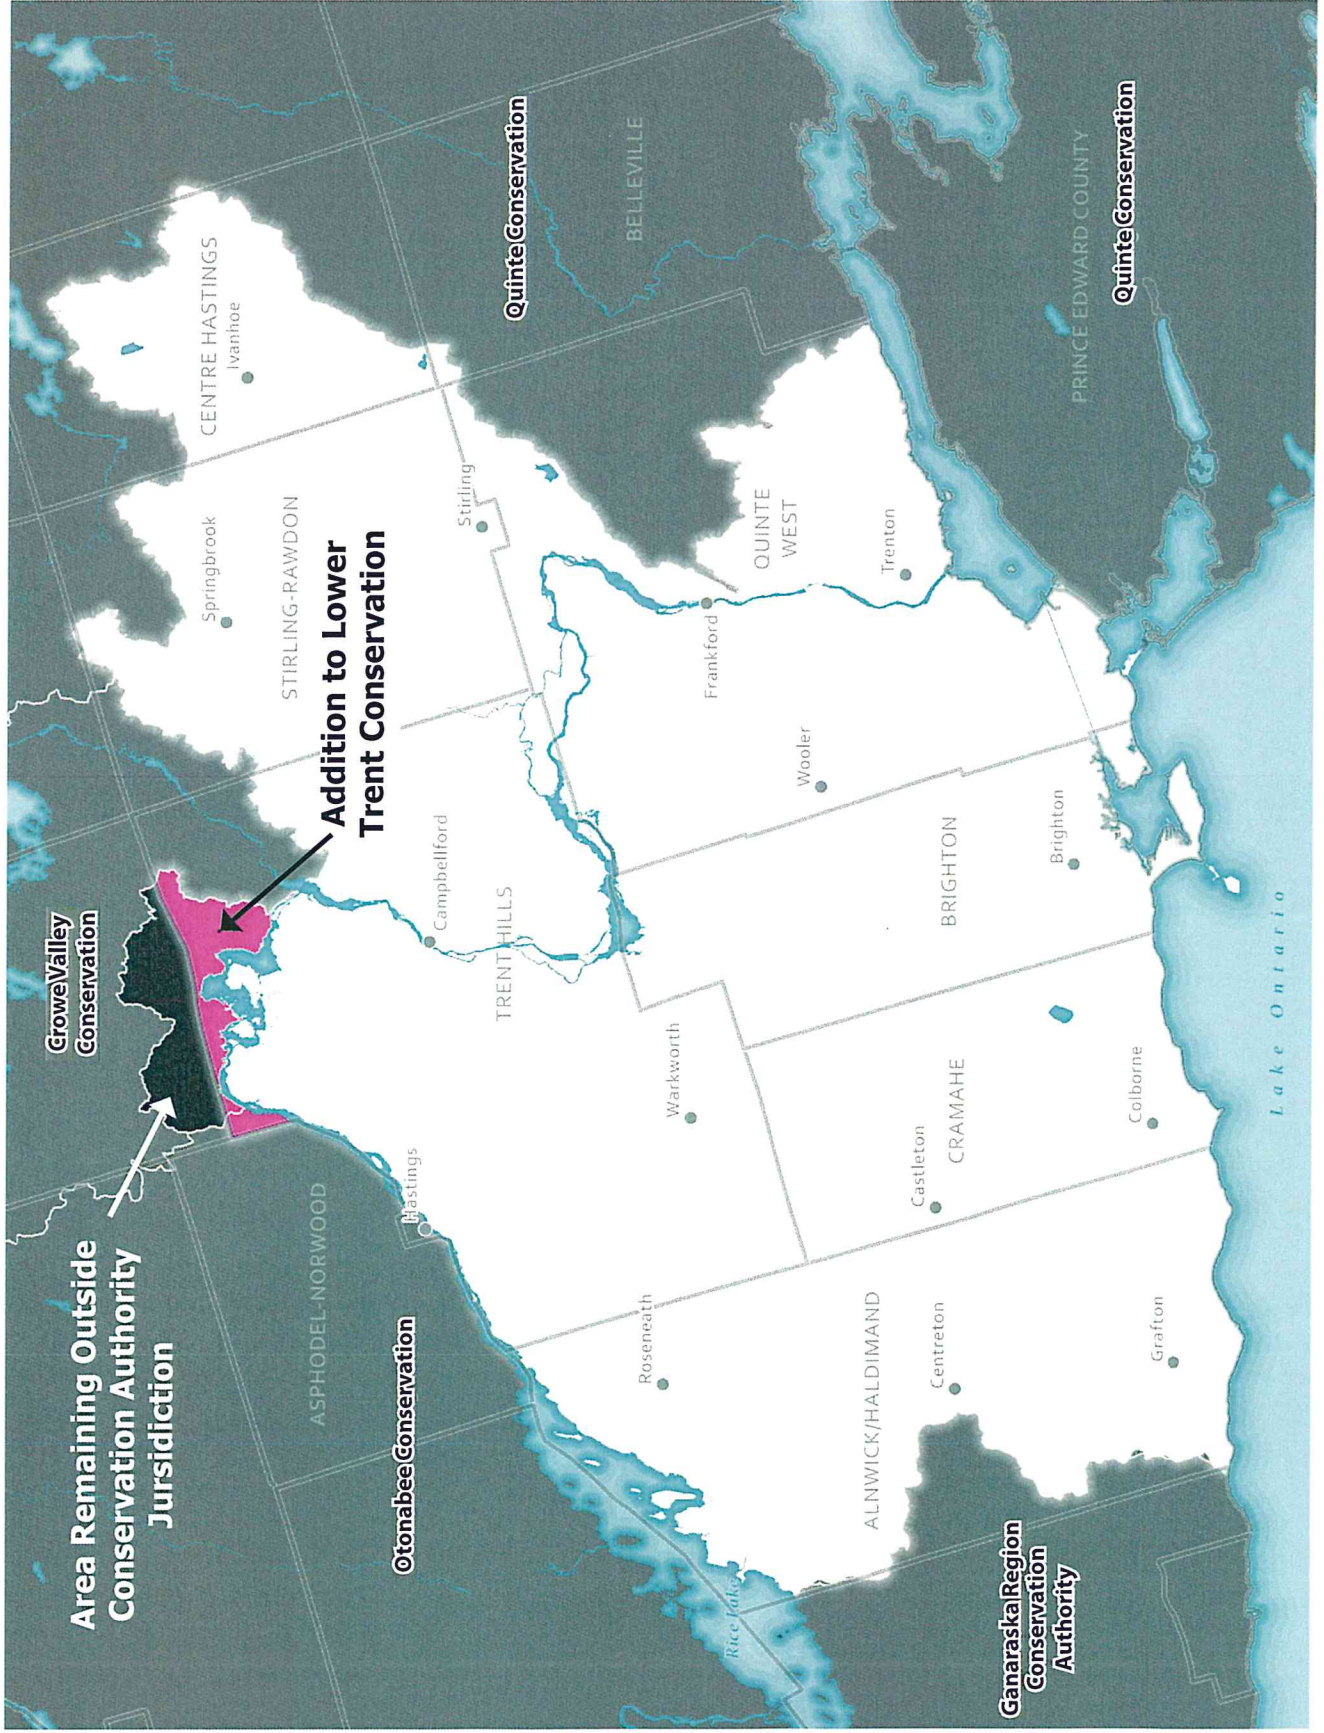 Area Remaining Outside
Conservation Authority
Jursidiction
Crowe Valley
Conservation
Addition to Lower
Trent Conservation
CENTRE HASTINGS
Ivanhoe
Springbrook
STIRLING-RAWDON
Stirling
Quinte Conservation
BELLEVILLE
ASPHODEL-NORWOOD
Hastings
Otonabee Conservation
Campbellford
TRENT HILLS
Warkworth
Roseneath
Rice Lake
Frankford
QUINTE
WEST
Trenton
Wooler
BRIGHTON
Brighton
Castleton
CRAMAHE
Colborne
ALNWICK/HALDIMAND
Centreton
Grafton
Ganaraska Region
Conservation
Authority
PRINCE EDWARD COUNTY
Quinte Conservation
Lake Ontario